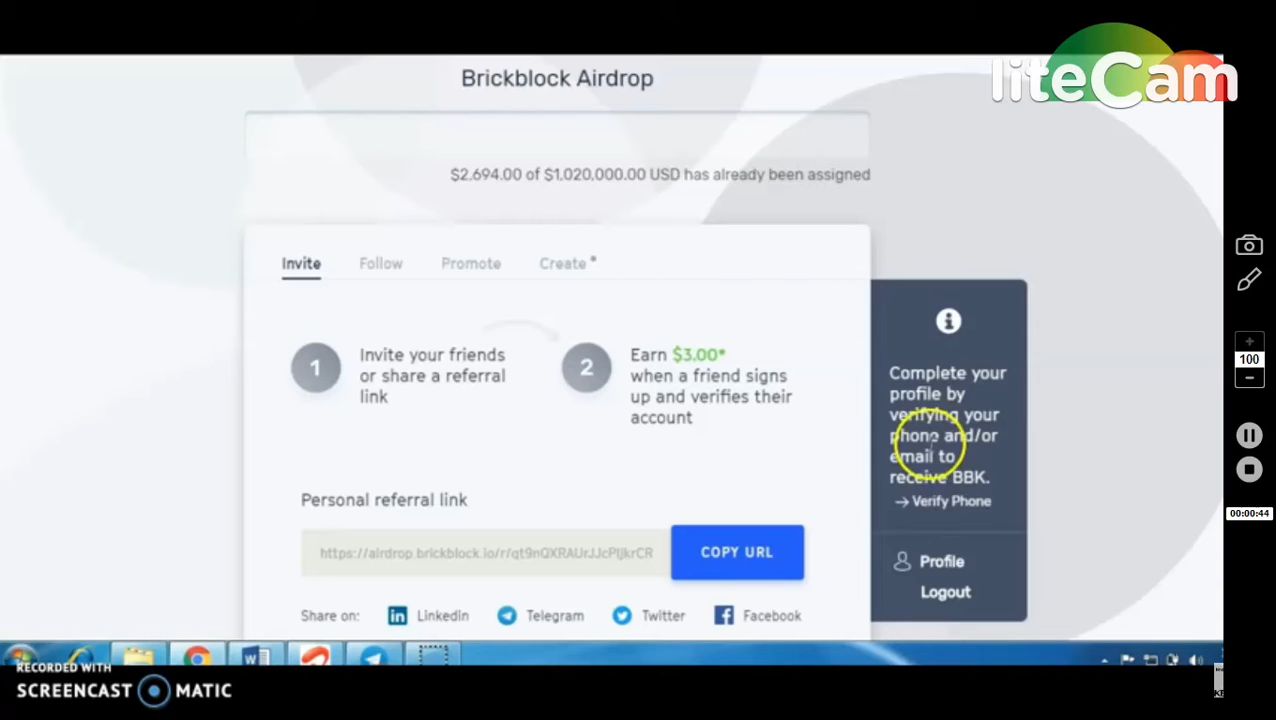 Brickblock Airdrop
liteCam
$2,694.00 of $1,020,000.00 USD has already been assigned
Invite Follow Promote Create *
1
Invite your friends
or share a referral
link
2
Earn $3.00*
when a friend signs
up and verifies their
account
Complete your
profile by
verifying your
phone and/or
email to
receive BBK.
→ Verify Phone
Profile
Logout
Personal referral link
https://airdrop.brickblock.io/r/
COPY URL
Share on: LinkedIn Telegram Twitter Facebook
100
00:00:44
RECORDED WITH
SCREENCAST MATIC